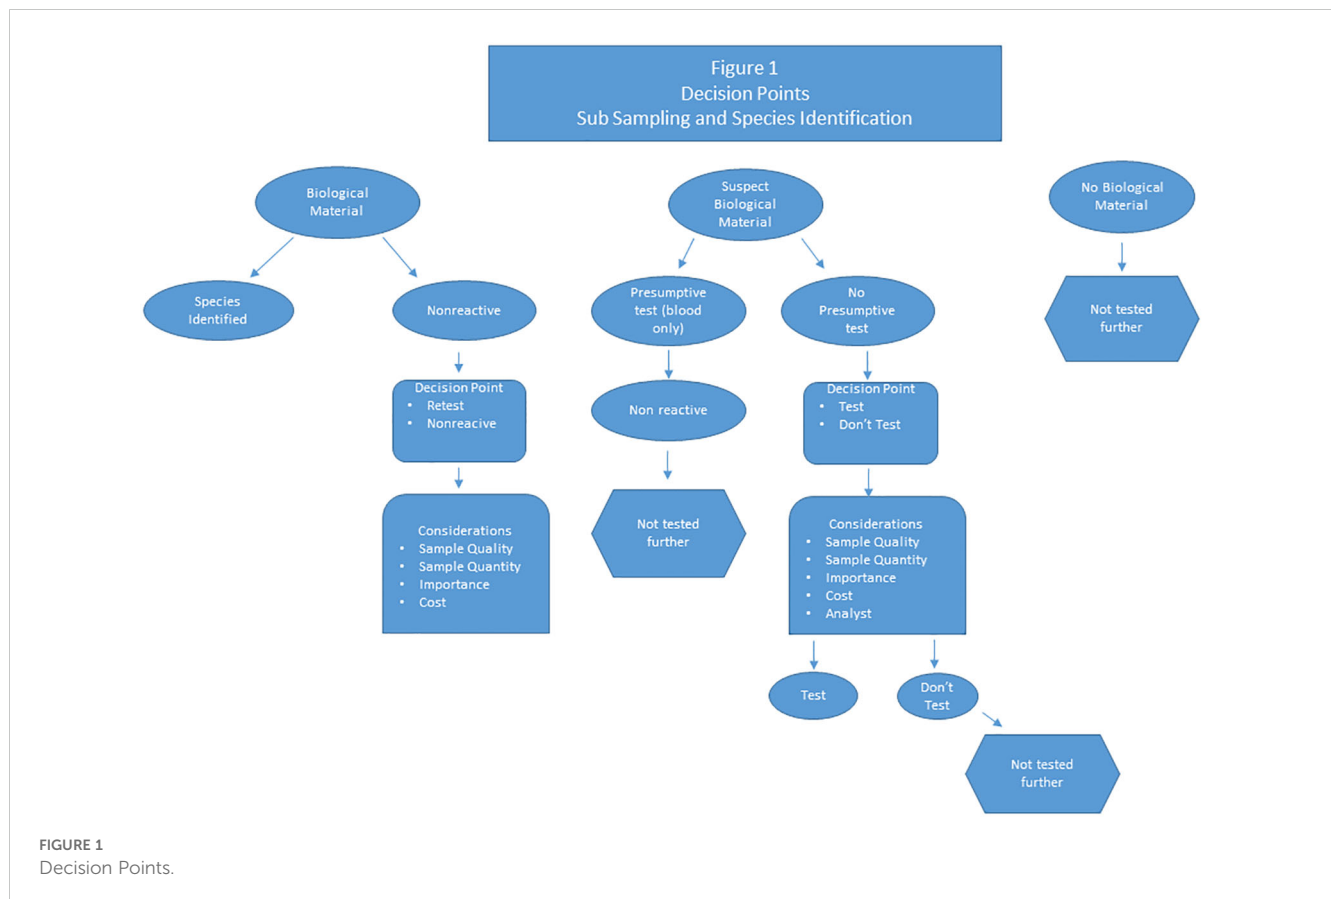 Figure 1
Decision Points
Sub Sampling and Species Identification
Biological
Material
Species
Identified
Nonreactive
Decision Point
• Retest
• Nonreacive
Considerations
• Sample Quality
• Sample Quantity
• Importance
• Cost
Suspect
Biological
Material
Presumptive
test (blood
only)
Non reactive
Not tested
further
No
Presumptive
test
Decision Point
• Test
• Don't Test
Considerations
• Sample Quality
• Sample Quantity
• Importance
• Cost
• Analyst
Test
Don't
Test
Not tested
further
No Biological
Material
Not tested
further
FIGURE 1
Decision Points.